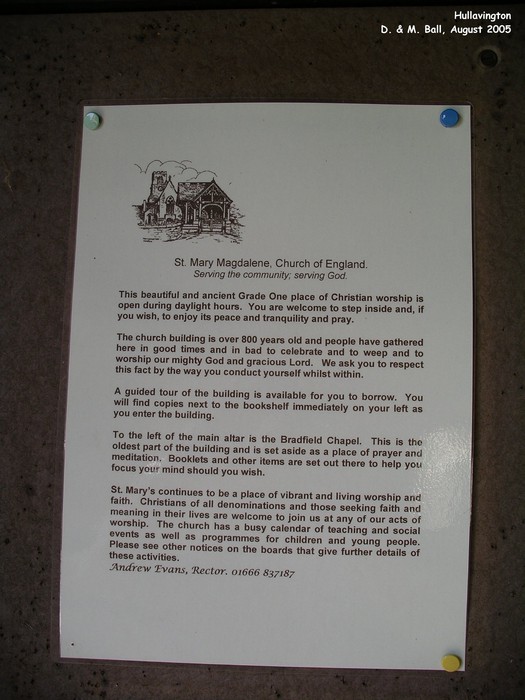 Hullavington
D. & M. Ball, August 2005
St. Mary Magdalene, Church of England.
Serving the community; serving God.
This beautiful and ancient Grade One place of Christian worship is
open during daylight hours. You are welcome to step inside and, if
you wish, to enjoy its peace and tranquility and pray.
The church building is over 800 years old and people have gathered
here in good times and in bad to celebrate and to weep and to
worship our mighty God and gracious Lord. We ask you to respect
this fact by the way you conduct yourself whilst within.
A guided tour of the building is available for you to borrow. You
will find copies next to the bookshelf immediately on your left as
you enter the building.
To the left of the main altar is the Bradfield Chapel. This is the
oldest part of the building and is set aside as a place of prayer and
meditation. Booklets and other items are set out there to help you
focus your mind should you wish.
St. Mary's continues to be a place of vibrant and living worship and
faith. Christians of all denominations and those seeking faith and
meaning in their lives are welcome to join us at any of our acts of
worship. The church has a busy calendar of teaching and social
events as well as programmes for children and young people.
Please see other notices on the boards that give further details of
these activities.
Andrew Evans, Rector. 01666 837187